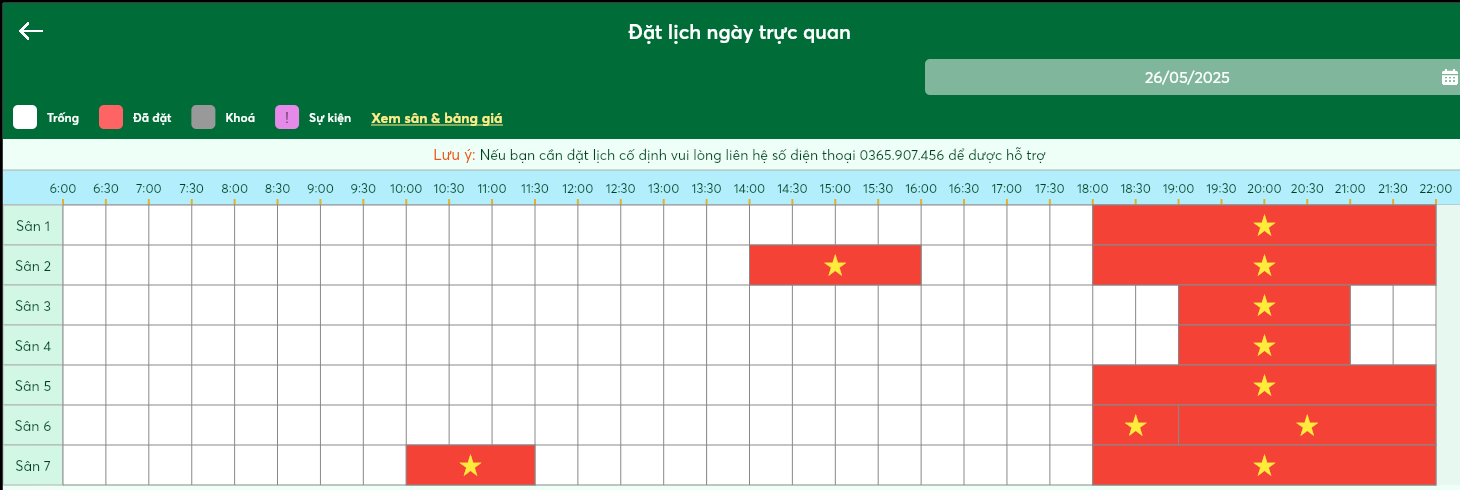 Đặt lịch ngày trực quan
26/05/2025
Trống Đã đặt Khoá ! Sự kiện Xem sân & bảng giá
Lưu ý: Nếu bạn cần đặt lịch cố định vui lòng liên hệ số điện thoại 0365.907.456 để được hỗ trợ
6:00 6:30 7:00 7:30 8:00 8:30 9:00 9:30 10:00 10:30 11:00 11:30 12:00 12:30 13:00 13:30 14:00 14:30 15:00 15:30 16:00 16:30 17:00 17:30 18:00 18:30 19:00 19:30 20:00 20:30 21:00 21:30 22:00
Sân 1
Sân 2
Sân 3
Sân 4
Sân 5
Sân 6
Sân 7